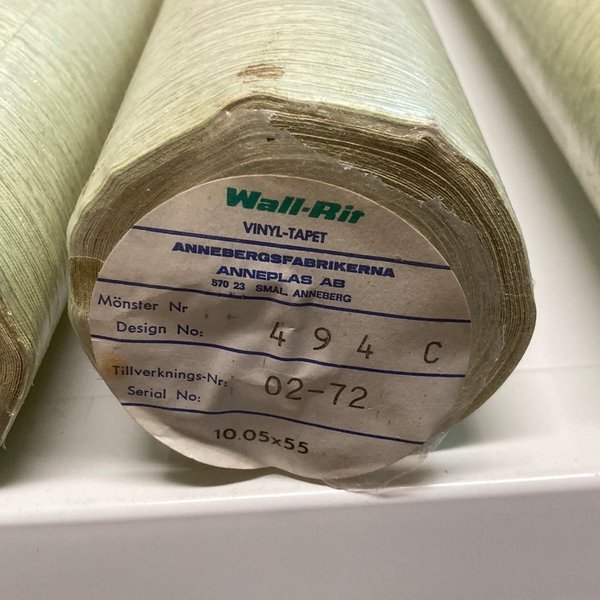 Wall-Rit
VINYL-TAPET
ANNEBERGSFABRIKERNA
ANNEPLAS AB
570 23 SMÅL. ANNEBERG
Mönster Nr
Design No: 494 C
Tillverknings-Nr:
Serial No: 02-72
10.05x55